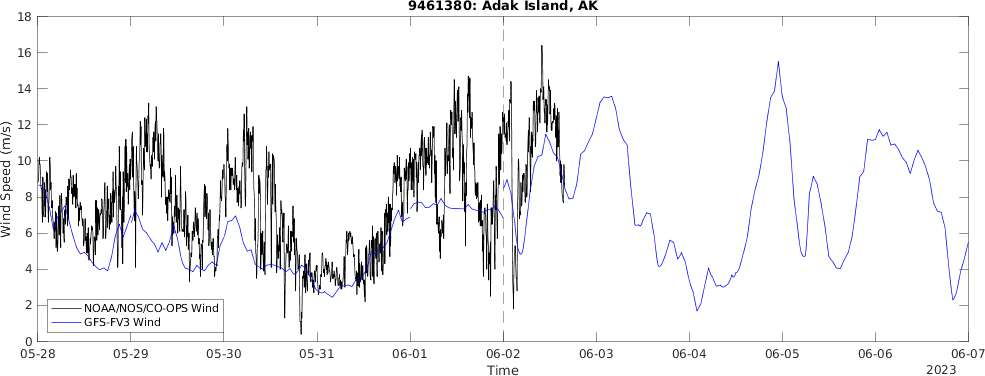 9461380: Adak Island, AK
18
16
14
12
10
8
6
4
2
0
Wind Speed (m/s)
NOAA/NOS/CO-OPS Wind
GFS-FV3 Wind
05-28 05-29 05-30 05-31 06-01 06-02 06-03 06-04 06-05 06-06 06-07
Time
2023